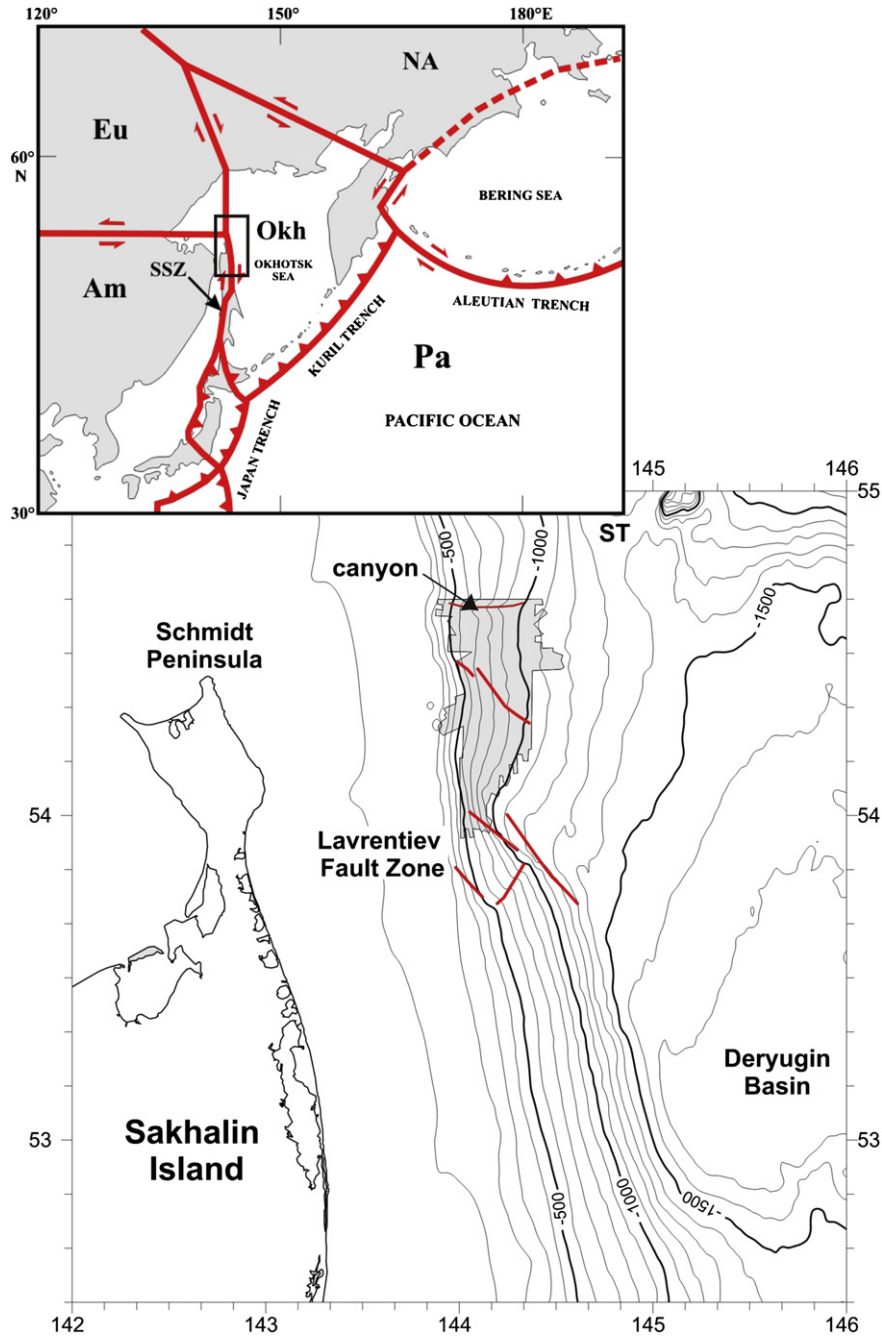 120°
150°
180°E
NA
Eu
60°
N
BERING SEA
Okh
OKHOTSK
SEA
SSZ
Am
ALEUTIAN TRENCH
KURIL TRENCH
Pa
PACIFIC OCEAN
JAPAN TRENCH
30°
145
146
55
ST
-500
-1000
canyon
-1500
Schmidt
Peninsula
54
54
Lavrentiev
Fault Zone
Deryugin
Basin
53
53
Sakhalin
Island
-500
-1000
-1500
142
143
144
145
146